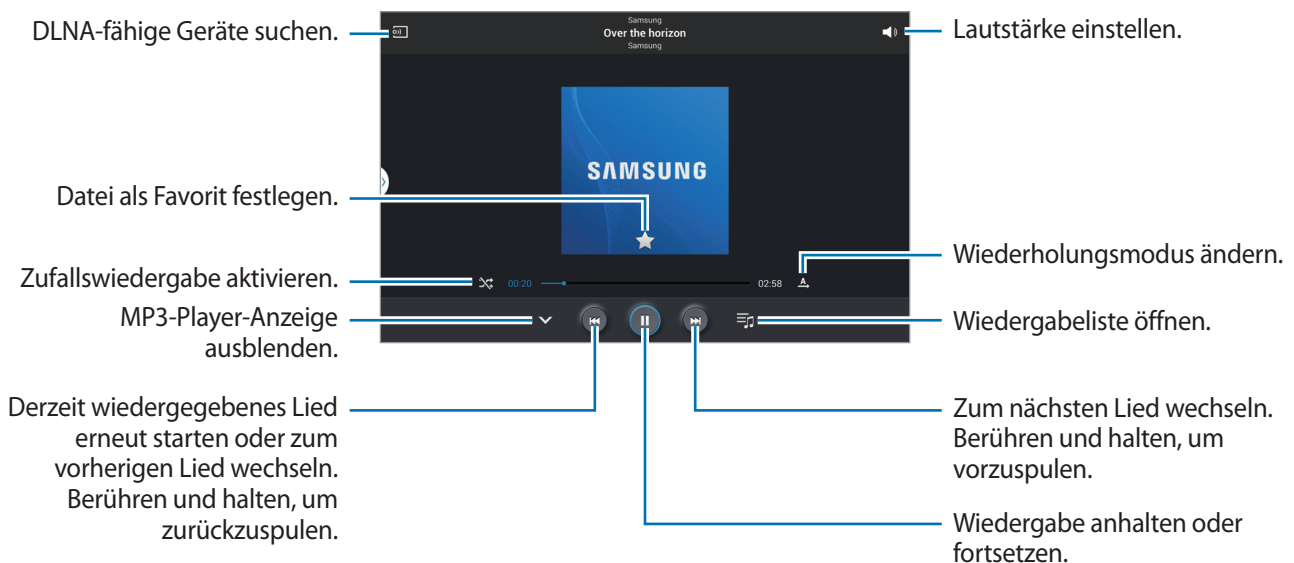 DLNA-fähige Geräte suchen.
Samsung
Over the horizon
Samsung
Lautstärke einstellen.
SAMSUNG
Datei als Favorit festlegen.
Wiederholungsmodus ändern.
Zufallswiedergabe aktivieren.
00:20
02:58
A
MP3-Player-Anzeige
ausblenden.
Wiedergabeliste öffnen.
Derzeit wiedergegebenes Lied
erneut starten oder zum
vorherigen Lied wechseln.
Berühren und halten, um
zurückzuspulen.
Zum nächsten Lied wechseln.
Berühren und halten, um
vorzuspulen.
Wiedergabe anhalten oder
fortsetzen.